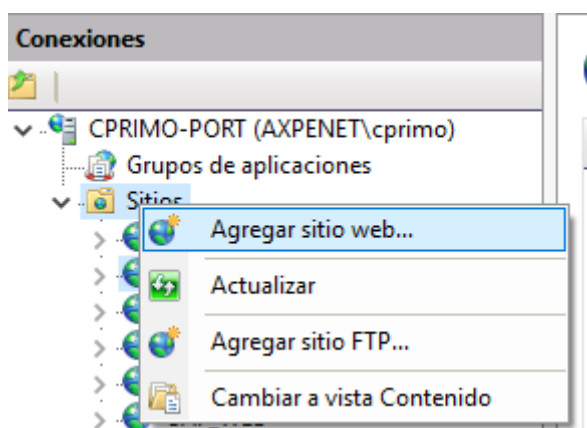 Conexiones
CPRIMO-PORT (AXPENET\cprimo)
Grupos de aplicaciones
Sitios
Agregar sitio web...
Actualizar
Agregar sitio FTP...
Cambiar a vista Contenido